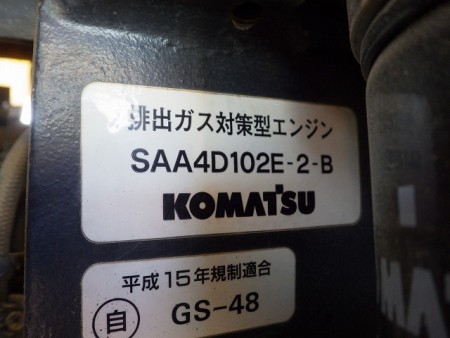 排出ガス対策型エンジン
SAA4D102E-2-B
KOMATSU
平成15年規制適合
自 GS-48